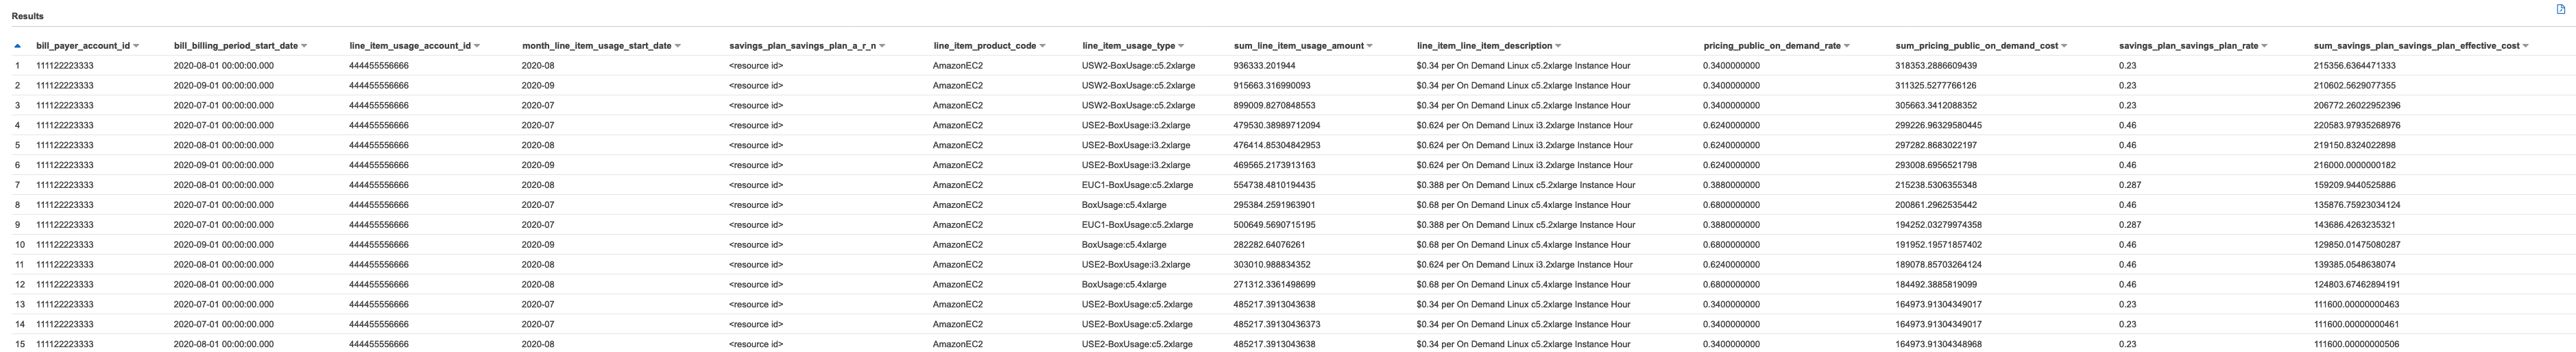 Results
bill_payer_account_id bill_billing_period_start_date line_item_usage_account_id month_line_item_usage_start_date savings_plan_savings_plan_a_r_n line_item_product_code line_item_usage_type sum_line_item_usage_amount line_item_line_item_description pricing_public_on_demand_rate sum_pricing_public_on_demand_cost savings_plan_savings_plan_rate sum_savings_plan_savings_plan_effective_cost
1 111122223333 2020-08-01 00:00:00.000 444455556666 2020-08 <resource id> AmazonEC2 USW2-BoxUsage:c5.2xlarge 936333.201944 $0.34 per On Demand Linux c5.2xlarge Instance Hour 0.3400000000 318353.2886609439 0.23 215356.6364471333
2 111122223333 2020-09-01 00:00:00.000 444455556666 2020-09 <resource id> AmazonEC2 USW2-BoxUsage:c5.2xlarge 915663.316990093 $0.34 per On Demand Linux c5.2xlarge Instance Hour 0.3400000000 311325.5277766126 0.23 210602.5629077355
3 111122223333 2020-07-01 00:00:00.000 444455556666 2020-07 <resource id> AmazonEC2 USW2-BoxUsage:c5.2xlarge 899009.8270848553 $0.34 per On Demand Linux c5.2xlarge Instance Hour 0.3400000000 305663.3412088352 0.23 206772.26022952396
4 111122223333 2020-07-01 00:00:00.000 444455556666 2020-07 <resource id> AmazonEC2 USE2-BoxUsage:i3.2xlarge 479530.38989712094 $0.624 per On Demand Linux i3.2xlarge Instance Hour 0.6240000000 299226.96329580445 0.46 220583.97935268976
5 111122223333 2020-08-01 00:00:00.000 444455556666 2020-08 <resource id> AmazonEC2 USE2-BoxUsage:i3.2xlarge 476414.85304842953 $0.624 per On Demand Linux i3.2xlarge Instance Hour 0.6240000000 297282.8683022197 0.46 219150.8324022898
6 111122223333 2020-09-01 00:00:00.000 444455556666 2020-09 <resource id> AmazonEC2 USE2-BoxUsage:i3.2xlarge 469565.2173913163 $0.624 per On Demand Linux i3.2xlarge Instance Hour 0.6240000000 293008.6956521798 0.46 216000.0000000182
7 111122223333 2020-08-01 00:00:00.000 444455556666 2020-08 <resource id> AmazonEC2 EUC1-BoxUsage:c5.2xlarge 554738.4810194435 $0.388 per On Demand Linux c5.2xlarge Instance Hour 0.3880000000 215238.5306355348 0.287 159209.9440525886
8 111122223333 2020-07-01 00:00:00.000 444455556666 2020-07 <resource id> AmazonEC2 BoxUsage:c5.4xlarge 295384.2591963901 $0.68 per On Demand Linux c5.4xlarge Instance Hour 0.6800000000 200861.2962535442 0.46 135876.75923034124
9 111122223333 2020-07-01 00:00:00.000 444455556666 2020-07 <resource id> AmazonEC2 EUC1-BoxUsage:c5.2xlarge 500649.5690715195 $0.388 per On Demand Linux c5.2xlarge Instance Hour 0.3880000000 194252.03279974358 0.287 143686.4263235321
10 111122223333 2020-09-01 00:00:00.000 444455556666 2020-09 <resource id> AmazonEC2 BoxUsage:c5.4xlarge 282282.64076261 $0.68 per On Demand Linux c5.4xlarge Instance Hour 0.6800000000 191952.19571857402 0.46 129850.01475080287
11 111122223333 2020-08-01 00:00:00.000 444455556666 2020-08 <resource id> AmazonEC2 USE2-BoxUsage:i3.2xlarge 303010.988834352 $0.624 per On Demand Linux i3.2xlarge Instance Hour 0.6240000000 189078.85703264124 0.46 139385.0548638074
12 111122223333 2020-08-01 00:00:00.000 444455556666 2020-08 <resource id> AmazonEC2 BoxUsage:c5.4xlarge 271312.3361498699 $0.68 per On Demand Linux c5.4xlarge Instance Hour 0.6800000000 184492.3885819099 0.46 124803.67462894191
13 111122223333 2020-07-01 00:00:00.000 444455556666 2020-07 <resource id> AmazonEC2 USE2-BoxUsage:c5.2xlarge 485217.3913043638 $0.34 per On Demand Linux c5.2xlarge Instance Hour 0.3400000000 164973.91304349017 0.23 111600.00000000463
14 111122223333 2020-07-01 00:00:00.000 444455556666 2020-07 <resource id> AmazonEC2 USE2-BoxUsage:c5.2xlarge 485217.39130436373 $0.34 per On Demand Linux c5.2xlarge Instance Hour 0.3400000000 164973.91304349017 0.23 111600.00000000461
15 111122223333 2020-08-01 00:00:00.000 444455556666 2020-08 <resource id> AmazonEC2 USE2-BoxUsage:c5.2xlarge 485217.3913043638 $0.34 per On Demand Linux c5.2xlarge Instance Hour 0.3400000000 164973.91304348968 0.23 111600.00000000506